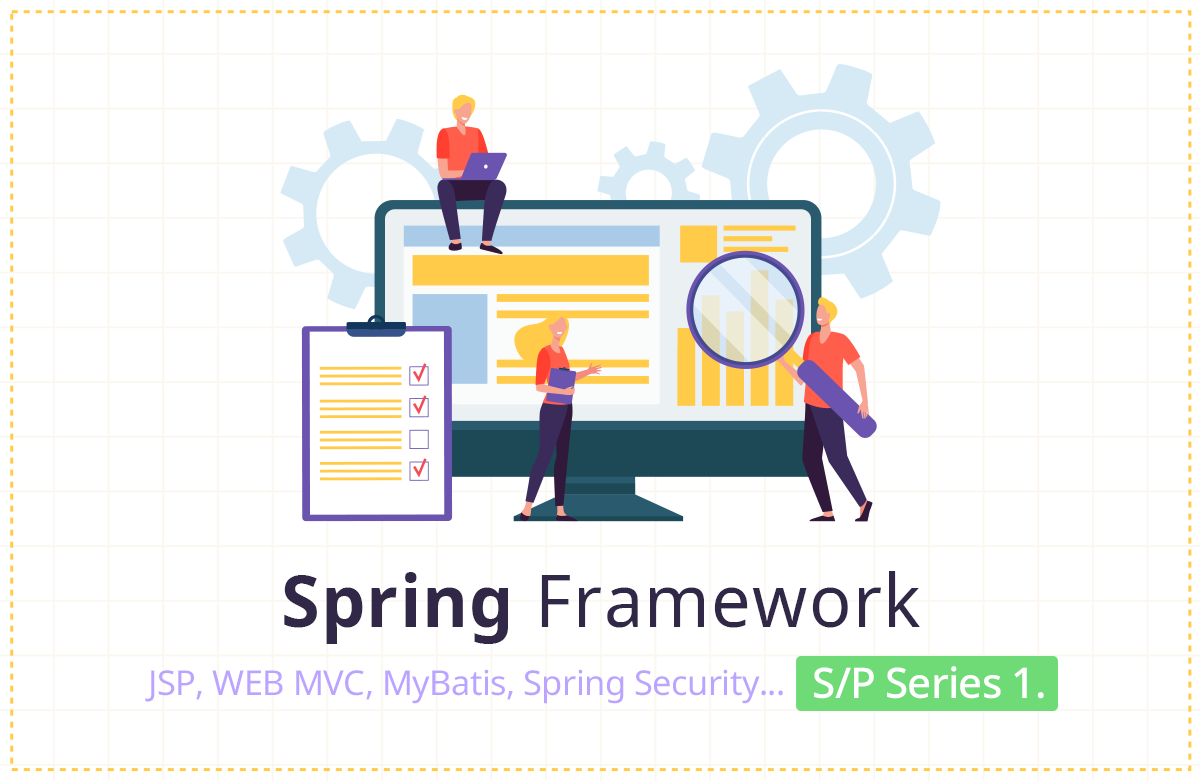 Spring Framework
JSP, WEB MVC, MyBatis, Spring Security... S/P Series 1.